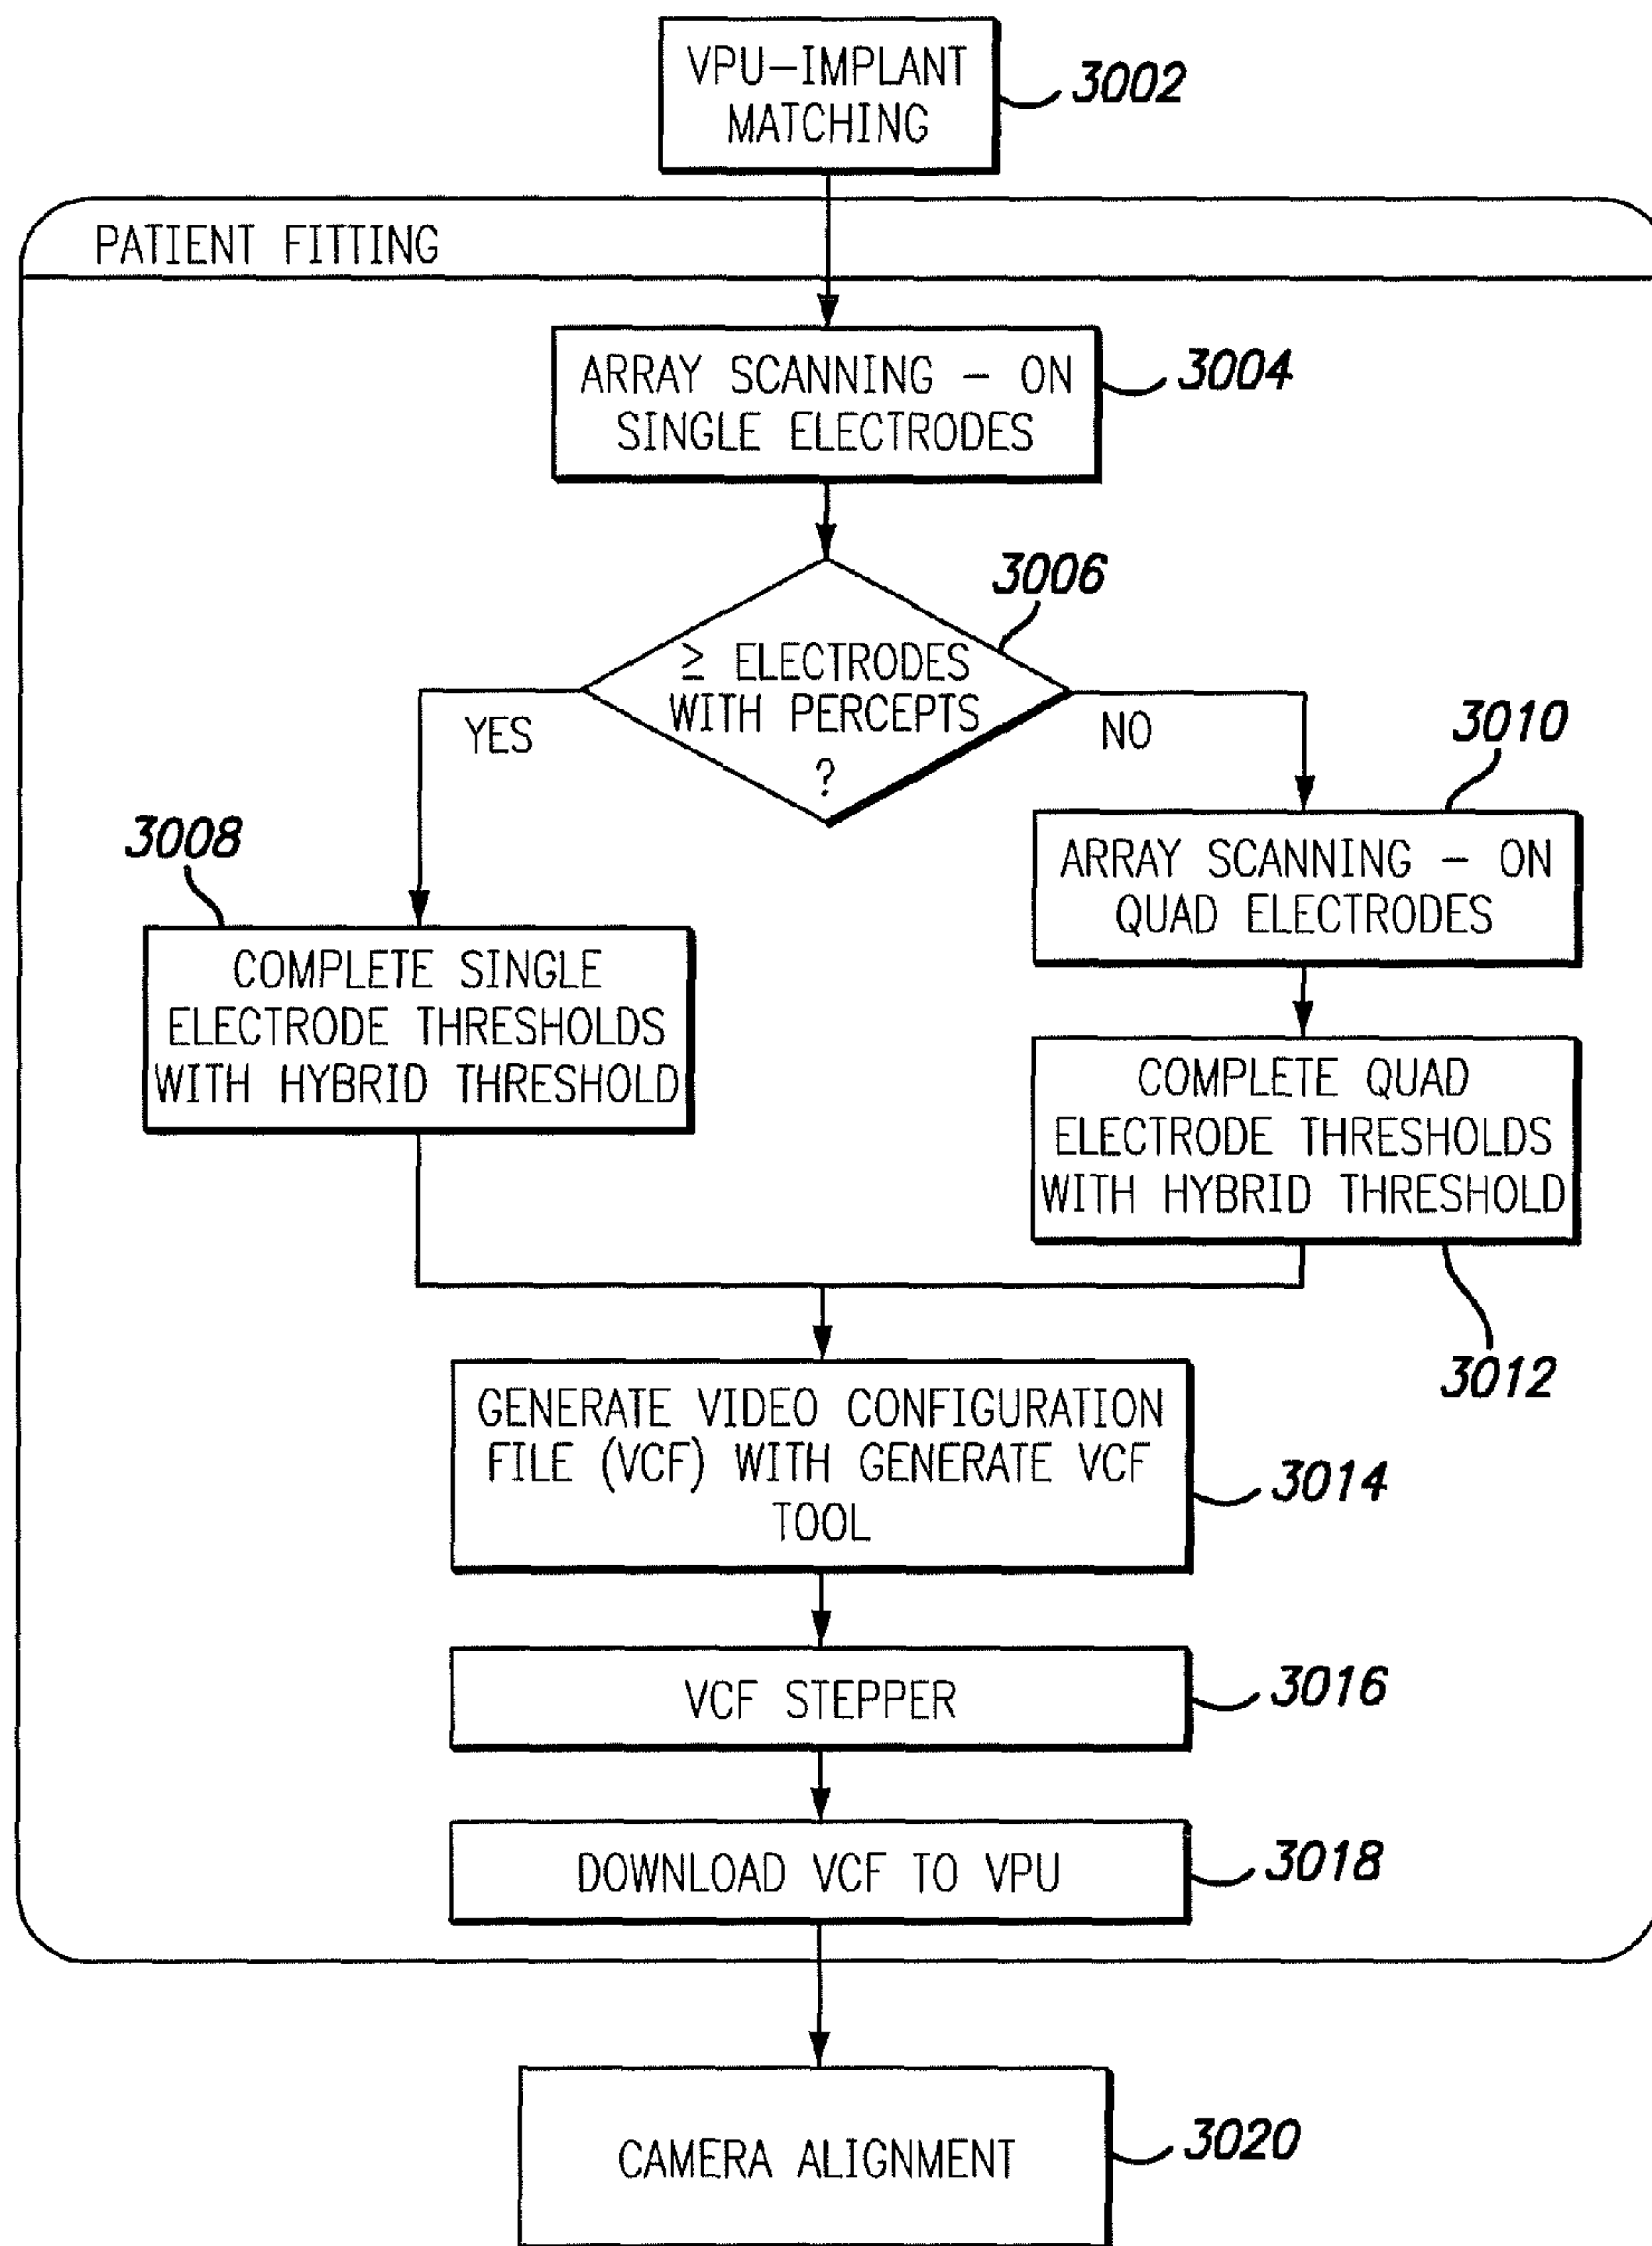 VPU-IMPLANT
MATCHING
3002
PATIENT FITTING
ARRAY SCANNING - ON
SINGLE ELECTRODES
3004
3006
≥ ELECTRODES
WITH PERCEPTS
?
YES
NO
3008
3010
COMPLETE SINGLE
ELECTRODE THRESHOLDS
WITH HYBRID THRESHOLD
ARRAY SCANNING - ON
QUAD ELECTRODES
COMPLETE QUAD
ELECTRODE THRESHOLDS
WITH HYBRID THRESHOLD
3012
GENERATE VIDEO CONFIGURATION
FILE (VCF) WITH GENERATE VCF
TOOL
3014
VCF STEPPER
3016
DOWNLOAD VCF TO VPU
3018
CAMERA ALIGNMENT
3020